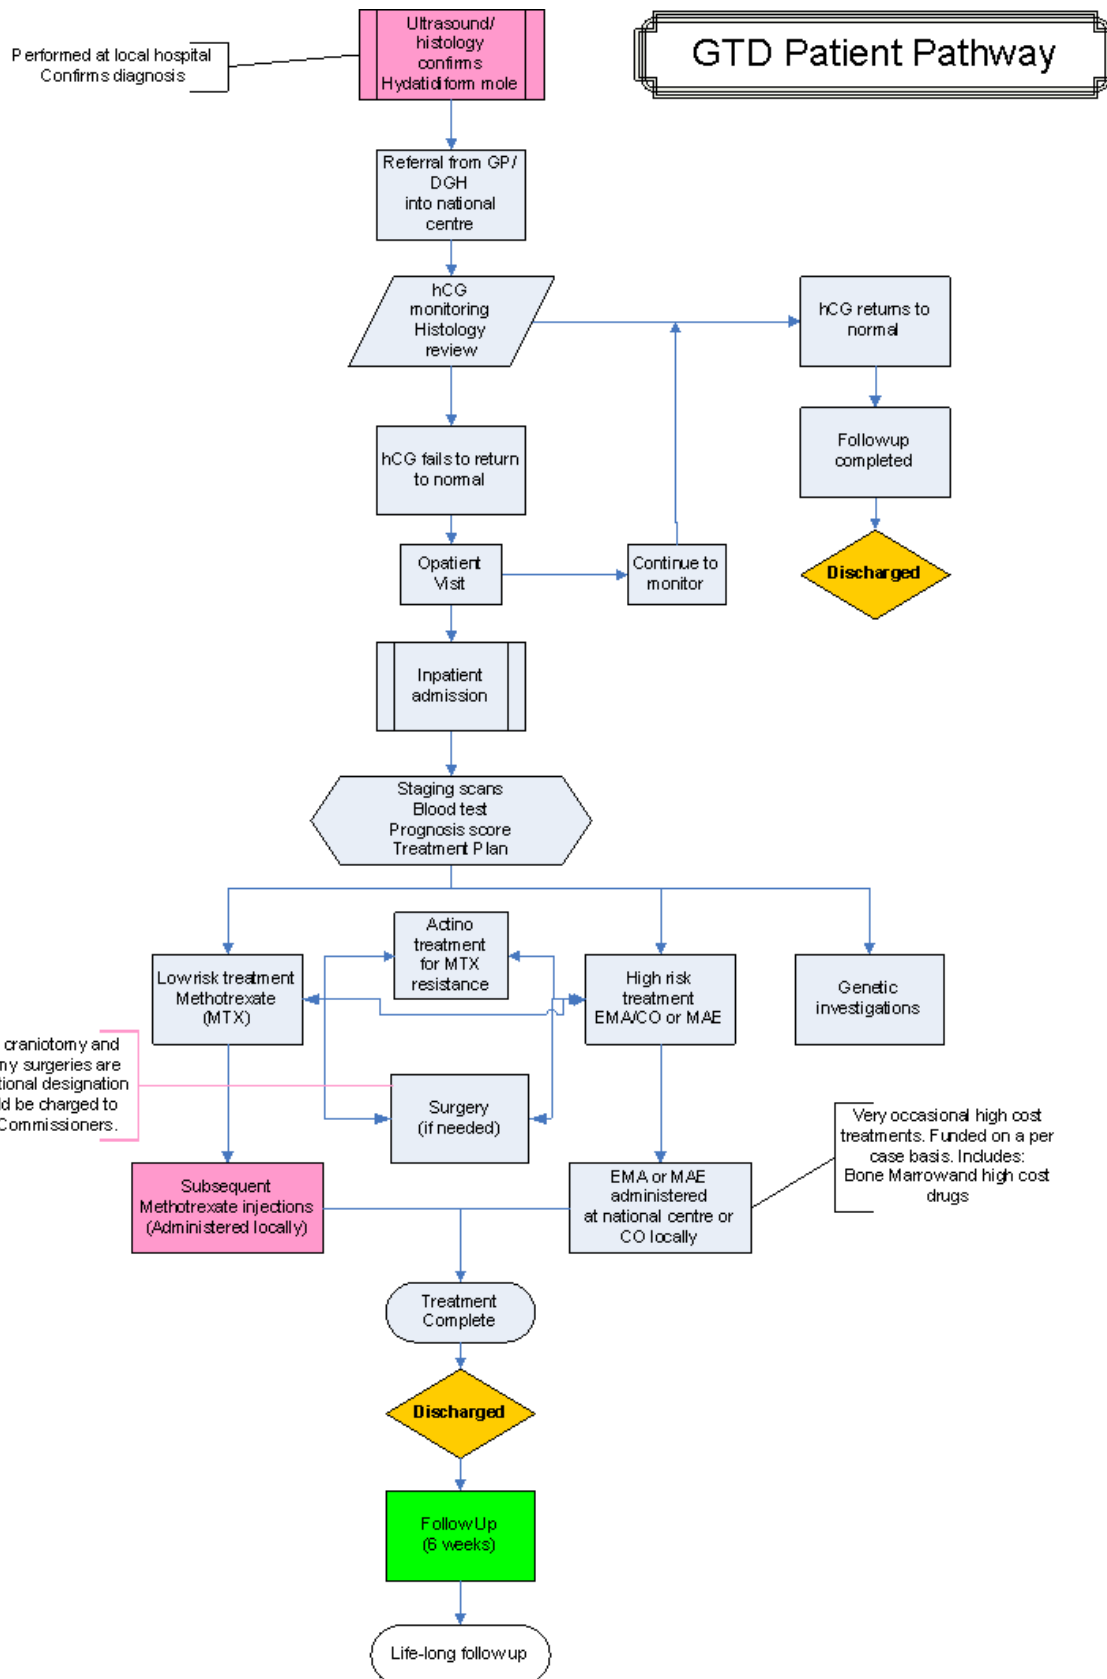 GTD Patient Pathway
Performed at local hospital
Confirms diagnosis
Ultrasound/
histology
confirms
Hydatidiform mole
Referral from GP/
DGH
into national
centre
hCG
monitoring
Histology
review
hCG returns to
normal
hCG fails to return
to normal
Followup
completed
Opatient
Visit
Continue to
monitor
Discharged
Inpatient
admission
Staging scans
Blood test
Prognosis score
Treatment Plan
Low risk treatment
Methotrexate
(MTX)
Actino
treatment
for MTX
resistance
High risk
treatment
EMA/CO or MAE
Genetic
investigations
craniotomy and
surgeries are
designation
be charged to
Commissioners.
Surgery
(if needed)
Very occasional high cost
treatments. Funded on a per
case basis. Includes:
Bone Marrow and high cost
drugs
Subsequent
Methotrexate injections
(Administered locally)
EMA or MAE
administered
at national centre or
CO locally
Treatment
Complete
Discharged
Follow Up
(6 weeks)
Life-long follow up